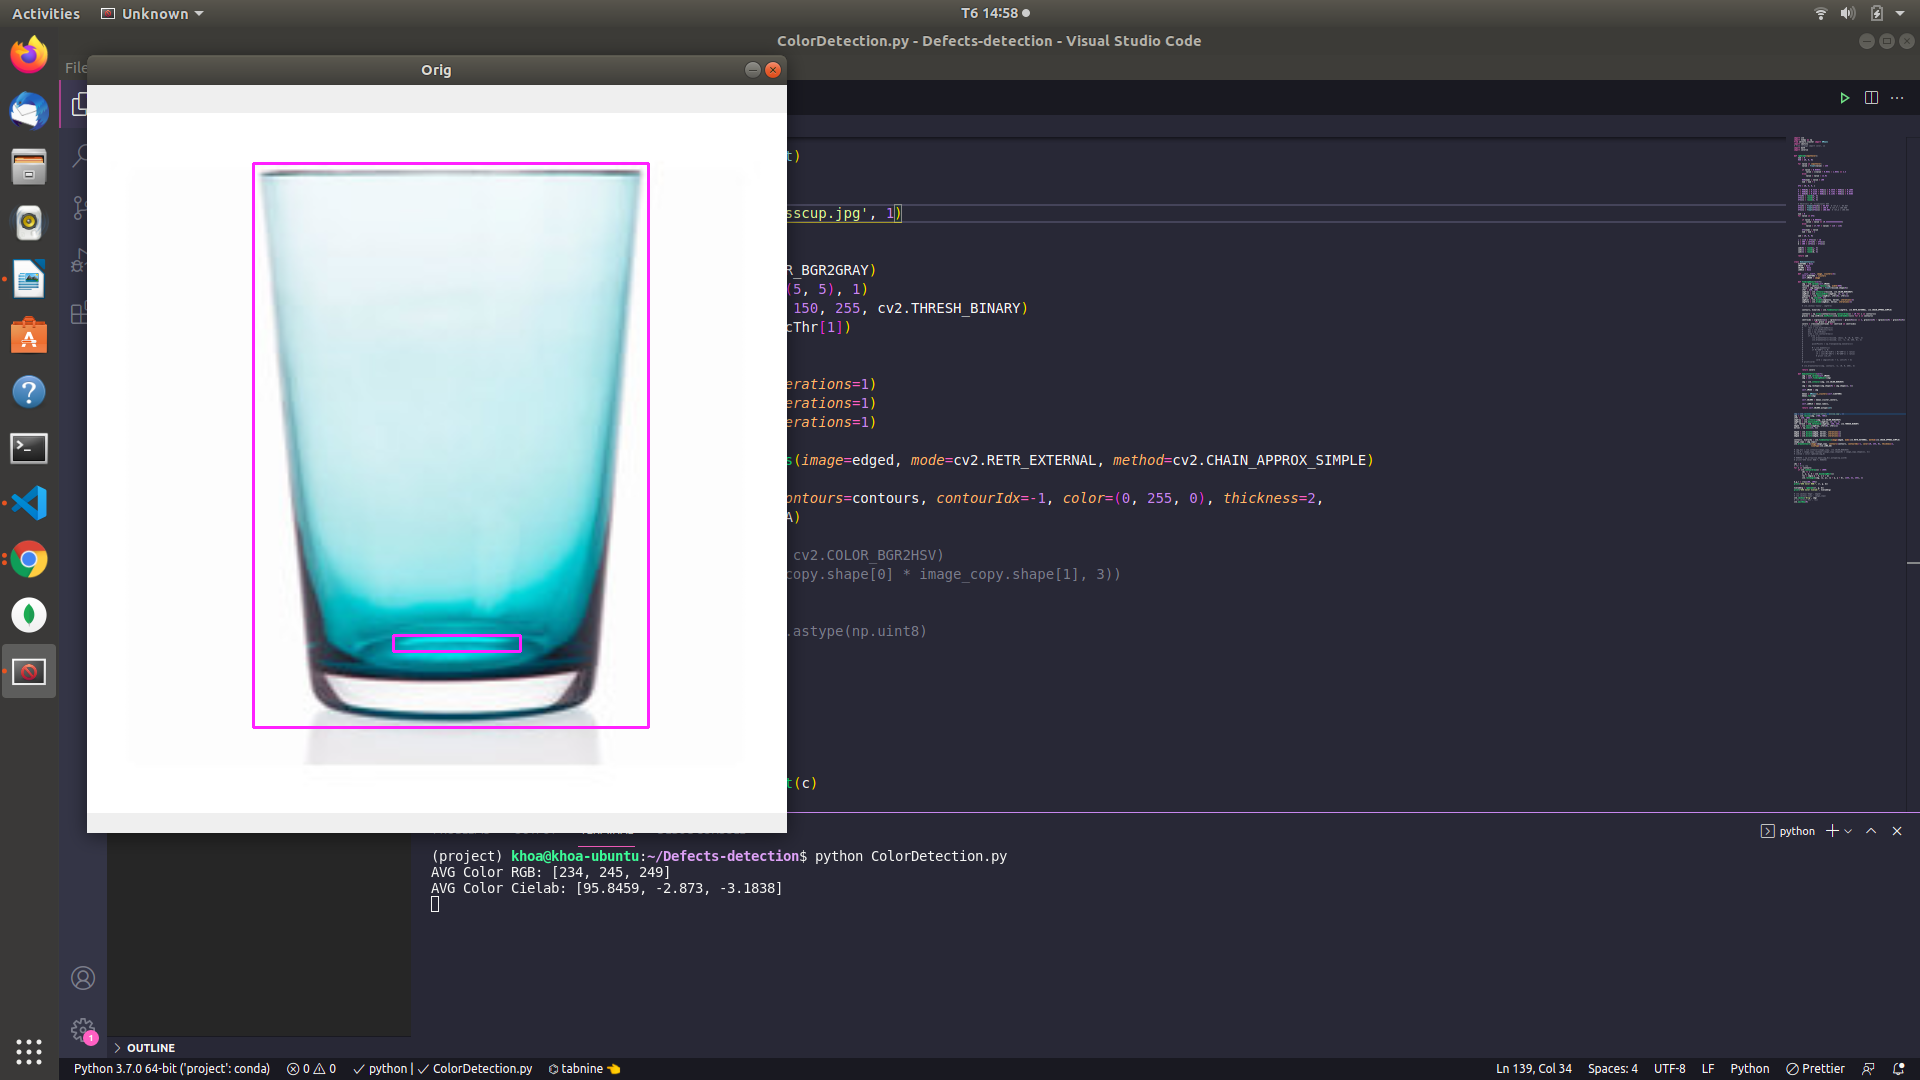 Activities
Unknown
T6 14:58
ColorDetection.py - Defects-detection - Visual Studio Code
File
Orig
t)
sscup.jpg', 1)
R_BGR2GRAY)
(5, 5), 1)
150, 255, cv2.THRESH_BINARY)
cThr[1])
erations=1)
erations=1)
erations=1)
s(image=edged, mode=cv2.RETR_EXTERNAL, method=cv2.CHAIN_APPROX_SIMPLE)
ontours=contours, contourIdx=-1, color=(0, 255, 0), thickness=2,
A)
cv2.COLOR_BGR2HSV)
copy.shape[0] * image_copy.shape[1], 3))
.astype(np.uint8)
t(c)
python
(project) khoa@khoa-ubuntu:~/Defects-detection$ python ColorDetection.py
AVG Color RGB: [234, 245, 249]
AVG Color Cielab: [95.8459, -2.873, -3.1838]
1
OUTLINE
Python 3.7.0 64-bit ('project': conda)
0
0
python |
ColorDetection.py
tabnine
Ln 139, Col 34
Spaces: 4
UTF-8
LF
Python
Prettier